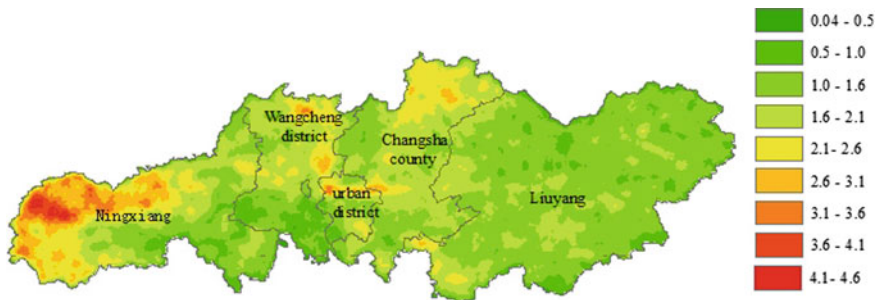 Wangcheng
district
Changsha
county
urban
district
Ningxiang
Liuyang
0.04 - 0.5
0.5 - 1.0
1.0 - 1.6
1.6 - 2.1
2.1- 2.6
2.6 - 3.1
3.1 - 3.6
3.6 - 4.1
4.1- 4.6